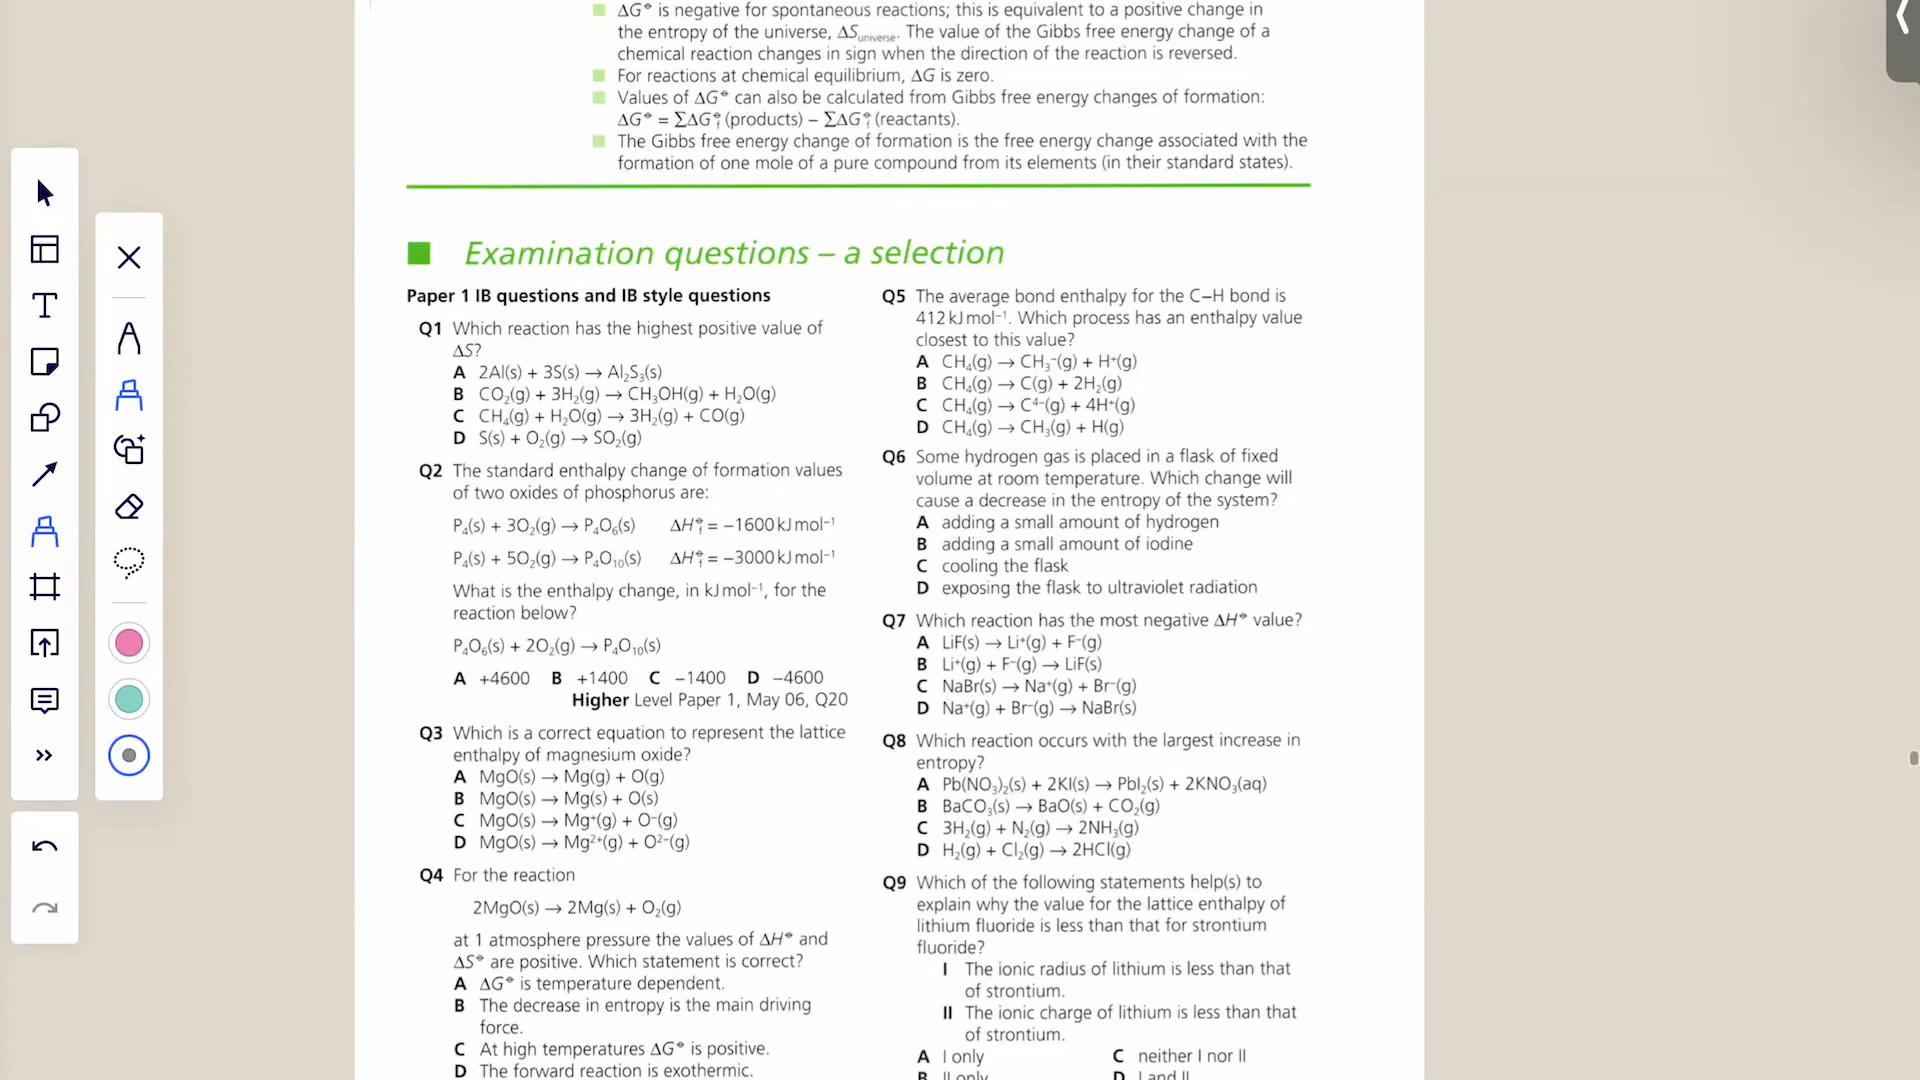 ΔG⦵ is negative for spontaneous reactions; this is equivalent to a positive change in
the entropy of the universe, ΔSuniverse. The value of the Gibbs free energy change of a
chemical reaction changes in sign when the direction of the reaction is reversed.
For reactions at chemical equilibrium, ΔG is zero.
Values of ΔG⦵ can also be calculated from Gibbs free energy changes of formation:
ΔG⦵ = ∑ΔGf⦵ (products) – ∑ΔGf⦵ (reactants).
The Gibbs free energy change of formation is the free energy change associated with the
formation of one mole of a pure compound from its elements (in their standard states).
Examination questions – a selection
Paper 1 IB questions and IB style questions
Q1 Which reaction has the highest positive value of
ΔS?
A 2Al(s) + 3S(s) → Al₂S₃(s)
B CO₂(g) + 3H₂(g) → CH₃OH(g) + H₂O(g)
C CH₄(g) + H₂O(g) → 3H₂(g) + CO(g)
D S(s) + O₂(g) → SO₂(g)
Q2 The standard enthalpy change of formation values
of two oxides of phosphorus are:
P₄(s) + 3O₂(g) → P₄O₆(s) ΔHf⦵ = −1600 kJ mol⁻¹
P₄(s) + 5O₂(g) → P₄O₁₀(s) ΔHf⦵ = −3000 kJ mol⁻¹
What is the enthalpy change, in kJ mol⁻¹, for the
reaction below?
P₄O₆(s) + 2O₂(g) → P₄O₁₀(s)
A +4600 B +1400 C −1400 D −4600
Higher Level Paper 1, May 06, Q20
Q3 Which is a correct equation to represent the lattice
enthalpy of magnesium oxide?
A MgO(s) → Mg(g) + O(g)
B MgO(s) → Mg(s) + O(s)
C MgO(s) → Mg⁺(g) + O⁻(g)
D MgO(s) → Mg²⁺(g) + O²⁻(g)
Q4 For the reaction
2MgO(s) → 2Mg(s) + O₂(g)
at 1 atmosphere pressure the values of ΔH⦵ and
ΔS⦵ are positive. Which statement is correct?
A ΔG⦵ is temperature dependent.
B The decrease in entropy is the main driving
force.
C At high temperatures ΔG⦵ is positive.
D The forward reaction is exothermic.
Q5 The average bond enthalpy for the C–H bond is
412 kJ mol⁻¹. Which process has an enthalpy value
closest to this value?
A CH₄(g) → CH₃⁻(g) + H⁺(g)
B CH₄(g) → C(g) + 2H₂(g)
C CH₄(g) → C⁴⁻(g) + 4H⁺(g)
D CH₄(g) → CH₃(g) + H(g)
Q6 Some hydrogen gas is placed in a flask of fixed
volume at room temperature. Which change will
cause a decrease in the entropy of the system?
A adding a small amount of hydrogen
B adding a small amount of iodine
C cooling the flask
D exposing the flask to ultraviolet radiation
Q7 Which reaction has the most negative ΔH⦵ value?
A LiF(s) → Li⁺(g) + F⁻(g)
B Li⁺(g) + F⁻(g) → LiF(s)
C NaBr(s) → Na⁺(g) + Br⁻(g)
D Na⁺(g) + Br⁻(g) → NaBr(s)
Q8 Which reaction occurs with the largest increase in
entropy?
A Pb(NO₃)₂(s) + 2KI(s) → PbI₂(s) + 2KNO₃(aq)
B BaCO₃(s) → BaO(s) + CO₂(g)
C 3H₂(g) + N₂(g) → 2NH₃(g)
D H₂(g) + Cl₂(g) → 2HCl(g)
Q9 Which of the following statements help(s) to
explain why the value for the lattice enthalpy of
lithium fluoride is less than that for strontium
fluoride?
I The ionic radius of lithium is less than that
of strontium.
II The ionic charge of lithium is less than that
of strontium.
A I only C neither I nor II
B II only D I and II